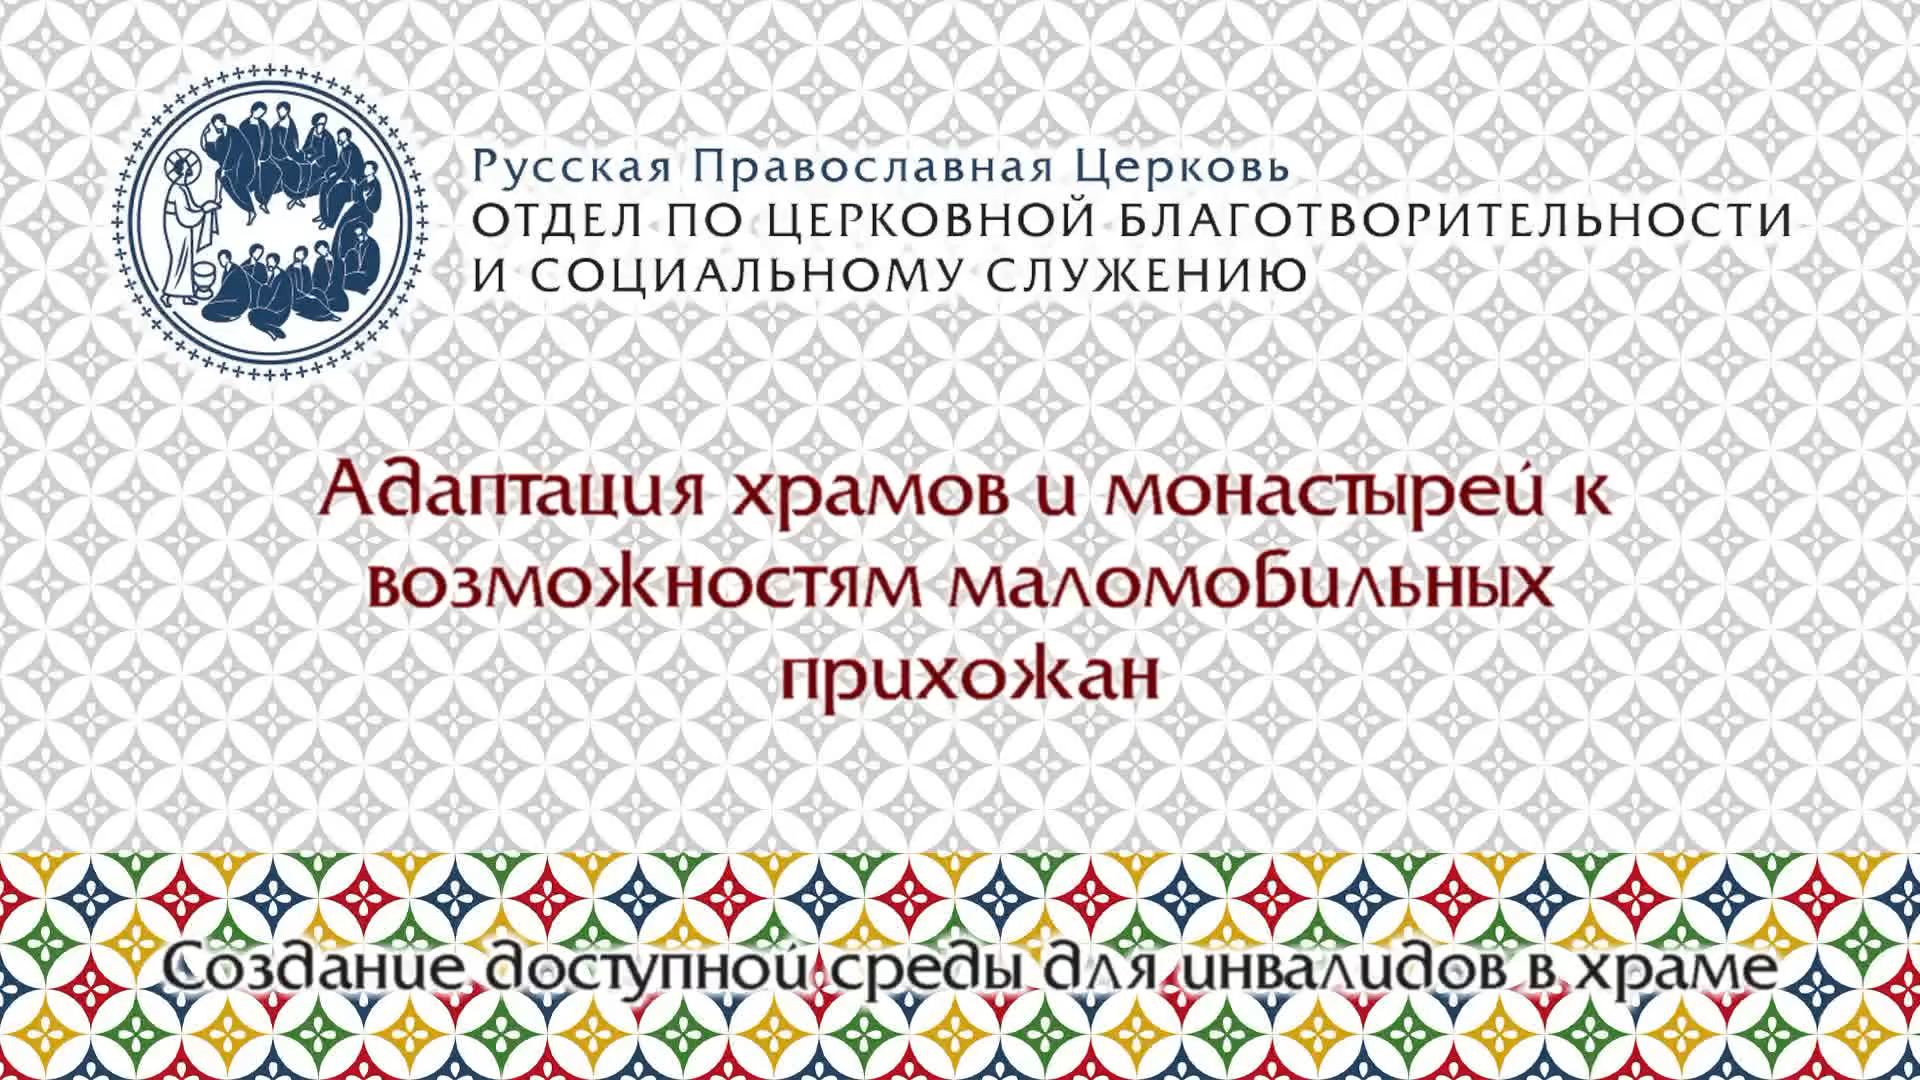 Русская Православная Церковь
ОТДЕЛ ПО ЦЕРКОВНОЙ БЛАГОТВОРИТЕЛЬНОСТИ
И СОЦИАЛЬНОМУ СЛУЖЕНИЮ
Адаптация храмов и монастырей к
возможностям маломобильных
прихожан
Создание доступной среды для инвалидов в храме